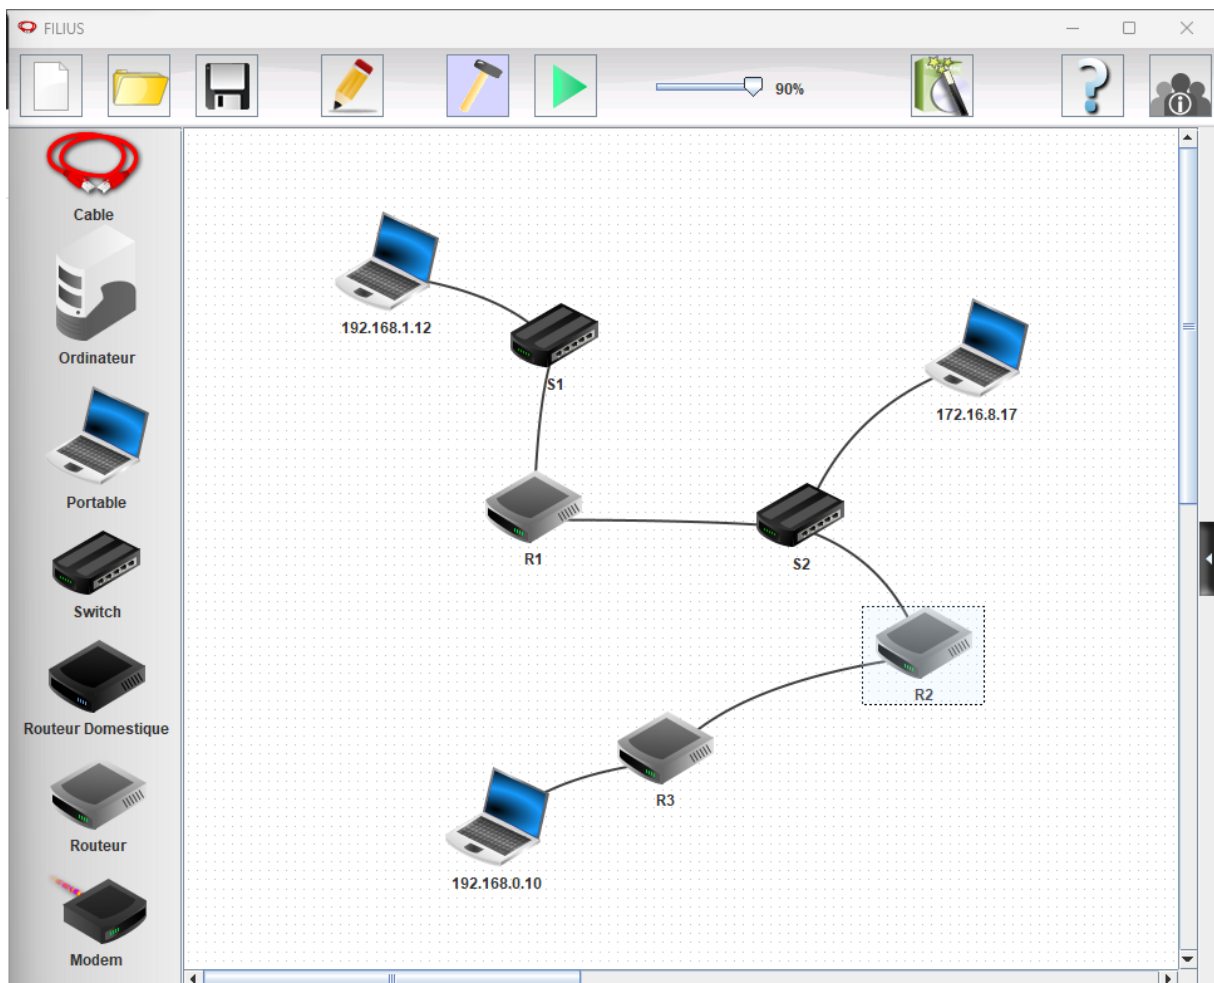 FILIUS
90%
Cable
Ordinateur
Portable
Switch
Routeur Domestique
Routeur
Modem
192.168.1.12
S1
172.16.8.17
R1
S2
R2
R3
192.168.0.10